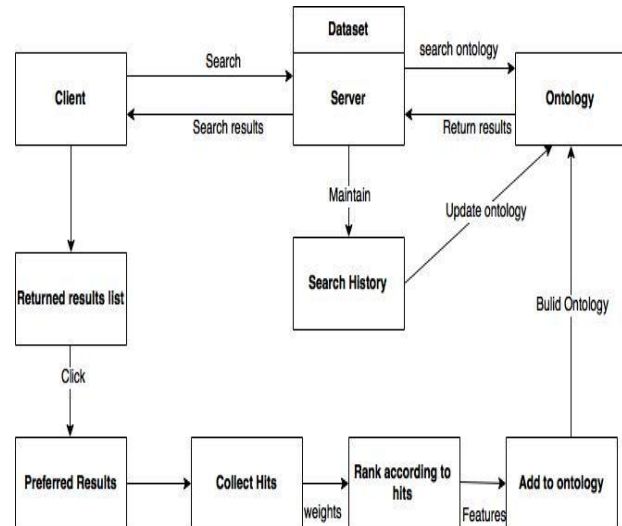 Dataset
Search
search ontology
Client
Server
Ontology
Search results
Return results
Maintain
Update ontology
Returned results list
Search History
Bulid Ontology
Click
Preferred Results
Collect Hits
weights
Rank according to
hits
Features
Add to ontology